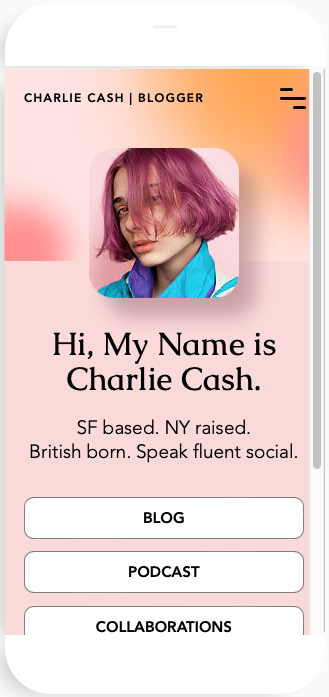 CHARLIE CASH | BLOGGER
Hi, My Name is
Charlie Cash.
SF based. NY raised.
British born. Speak fluent social.
BLOG
PODCAST
COLLABORATIONS